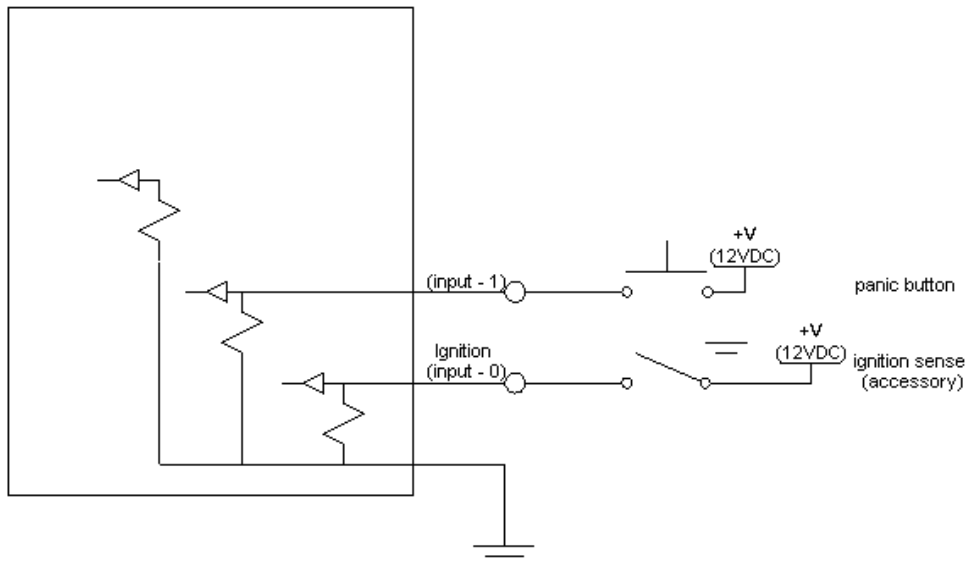 +V
(12VDC)
(input - 1)
panic button
+V
(12VDC)
Ignition
(input - 0)
ignition sense
(accessory)